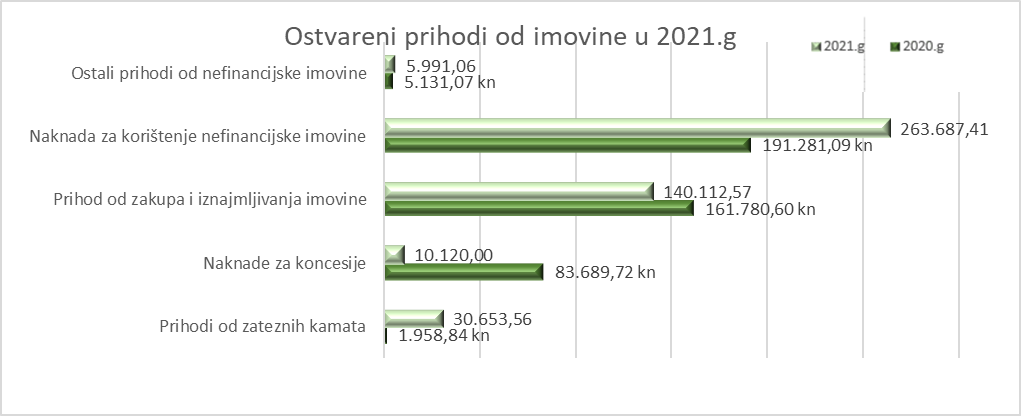 Ostvareni prihodi od imovine u 2021.g
2021.g 2020.g
Ostali prihodi od nefinancijske imovine
5.991,06
5.131,07 kn
Naknada za korištenje nefinancijske imovine
263.687,41
191.281,09 kn
Prihod od zakupa i iznajmljivanja imovine
140.112,57
161.780,60 kn
Naknade za koncesije
10.120,00
83.689,72 kn
Prihodi od zateznih kamata
30.653,56
1.958,84 kn